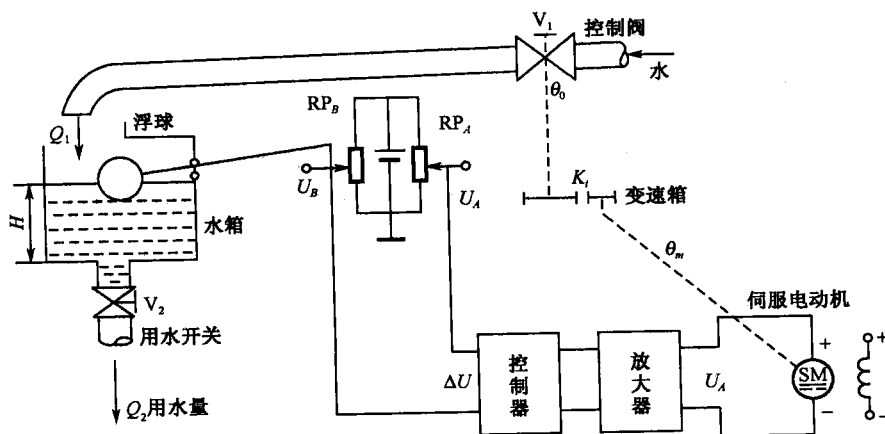 V₁
控制阀
水
θ₀
RP_B
RP_A
浮球
Q₁
U_B
U_A
K_i
变速箱
H
水箱
θ_m
V₂
用水开关
伺服电动机
ΔU
控制器
放大器
U_A
+
SM
−
+
−
Q₂用水量